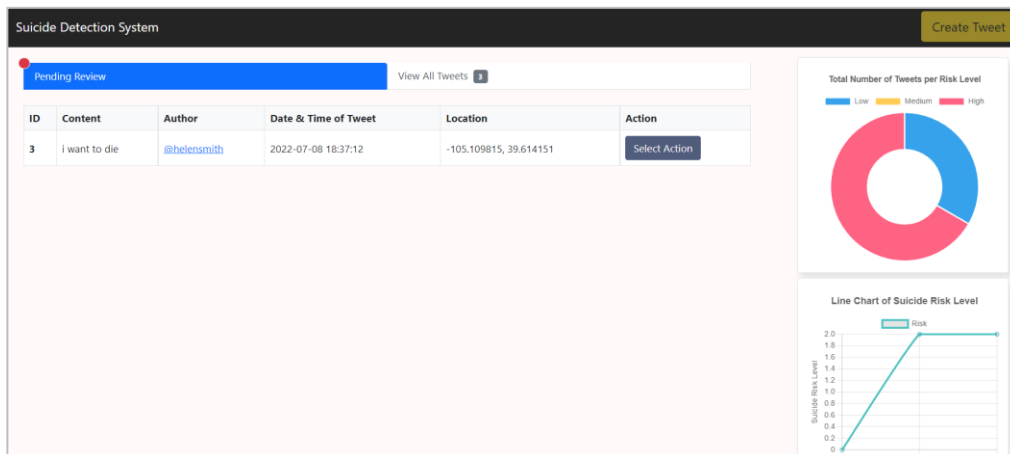 Suicide Detection System
Create Tweet
Pending Review
View All Tweets 3
ID Content Author Date & Time of Tweet Location Action
3 i want to die @helensmith 2022-07-08 18:37:12 -105.109815, 39.614151 Select Action
Total Number of Tweets per Risk Level
Low Medium High
Line Chart of Suicide Risk Level
Risk
Suicide Risk Level
2.0
1.8
1.6
1.4
1.2
1.0
0.8
0.6
0.4
0.2
0